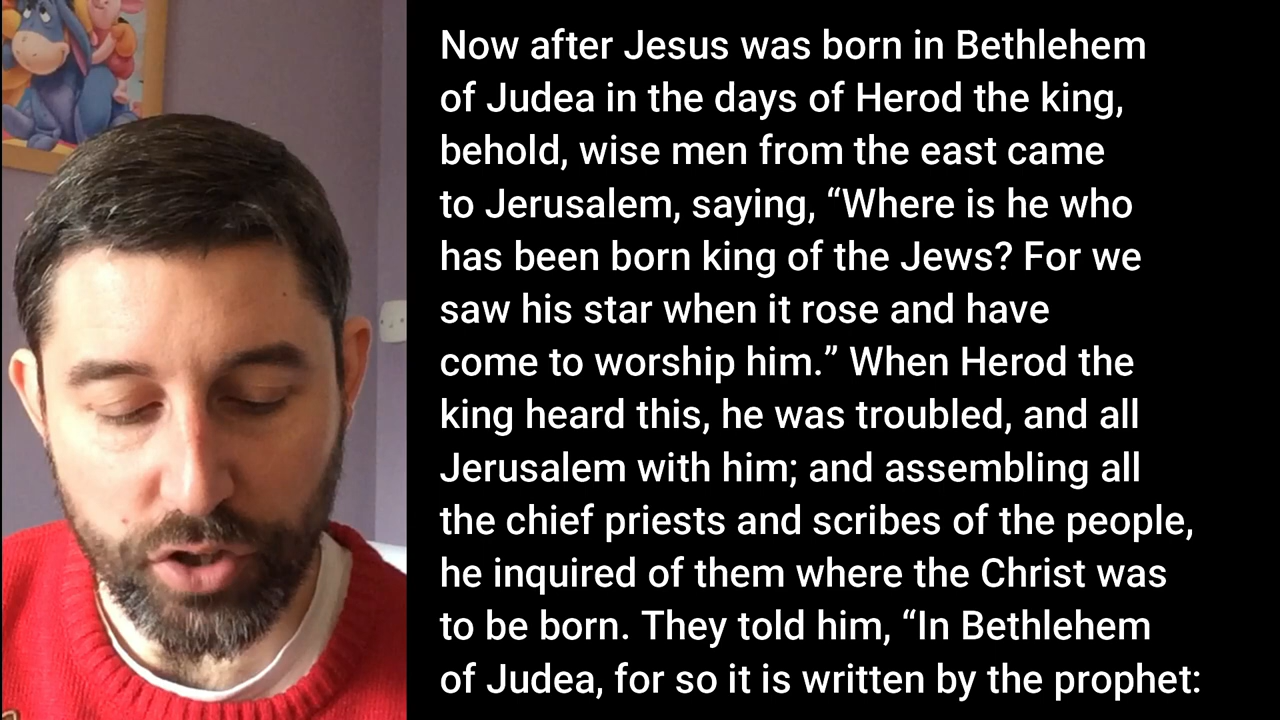 Now after Jesus was born in Bethlehem
of Judea in the days of Herod the king,
behold, wise men from the east came
to Jerusalem, saying, “Where is he who
has been born king of the Jews? For we
saw his star when it rose and have
come to worship him.” When Herod the
king heard this, he was troubled, and all
Jerusalem with him; and assembling all
the chief priests and scribes of the people,
he inquired of them where the Christ was
to be born. They told him, “In Bethlehem
of Judea, for so it is written by the prophet: